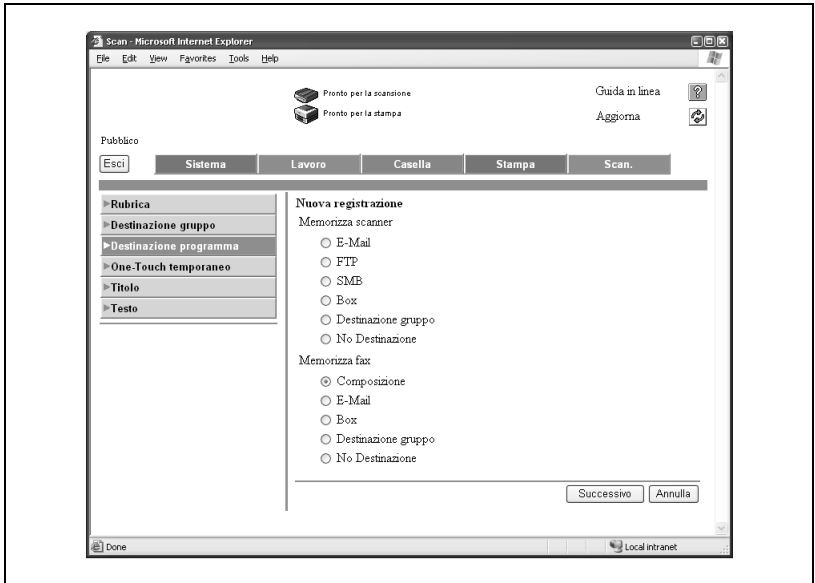 Scan - Microsoft Internet Explorer
File Edit View Favorites Tools Help
Pronto per la scansione
Guida in linea
?
Pronto per la stampa
Aggiorna
Pubblico
Esci
Sistema
Lavoro
Casella
Stampa
Scan.
Rubrica
Destinazione gruppo
Destinazione programma
One-Touch temporaneo
Titolo
Testo
Nuova registrazione
Memorizza scanner
E-Mail
FTP
SMB
Box
Destinazione gruppo
No Destinazione
Memorizza fax
Composizione
E-Mail
Box
Destinazione gruppo
No Destinazione
Successivo
Annulla
Done
Local intranet